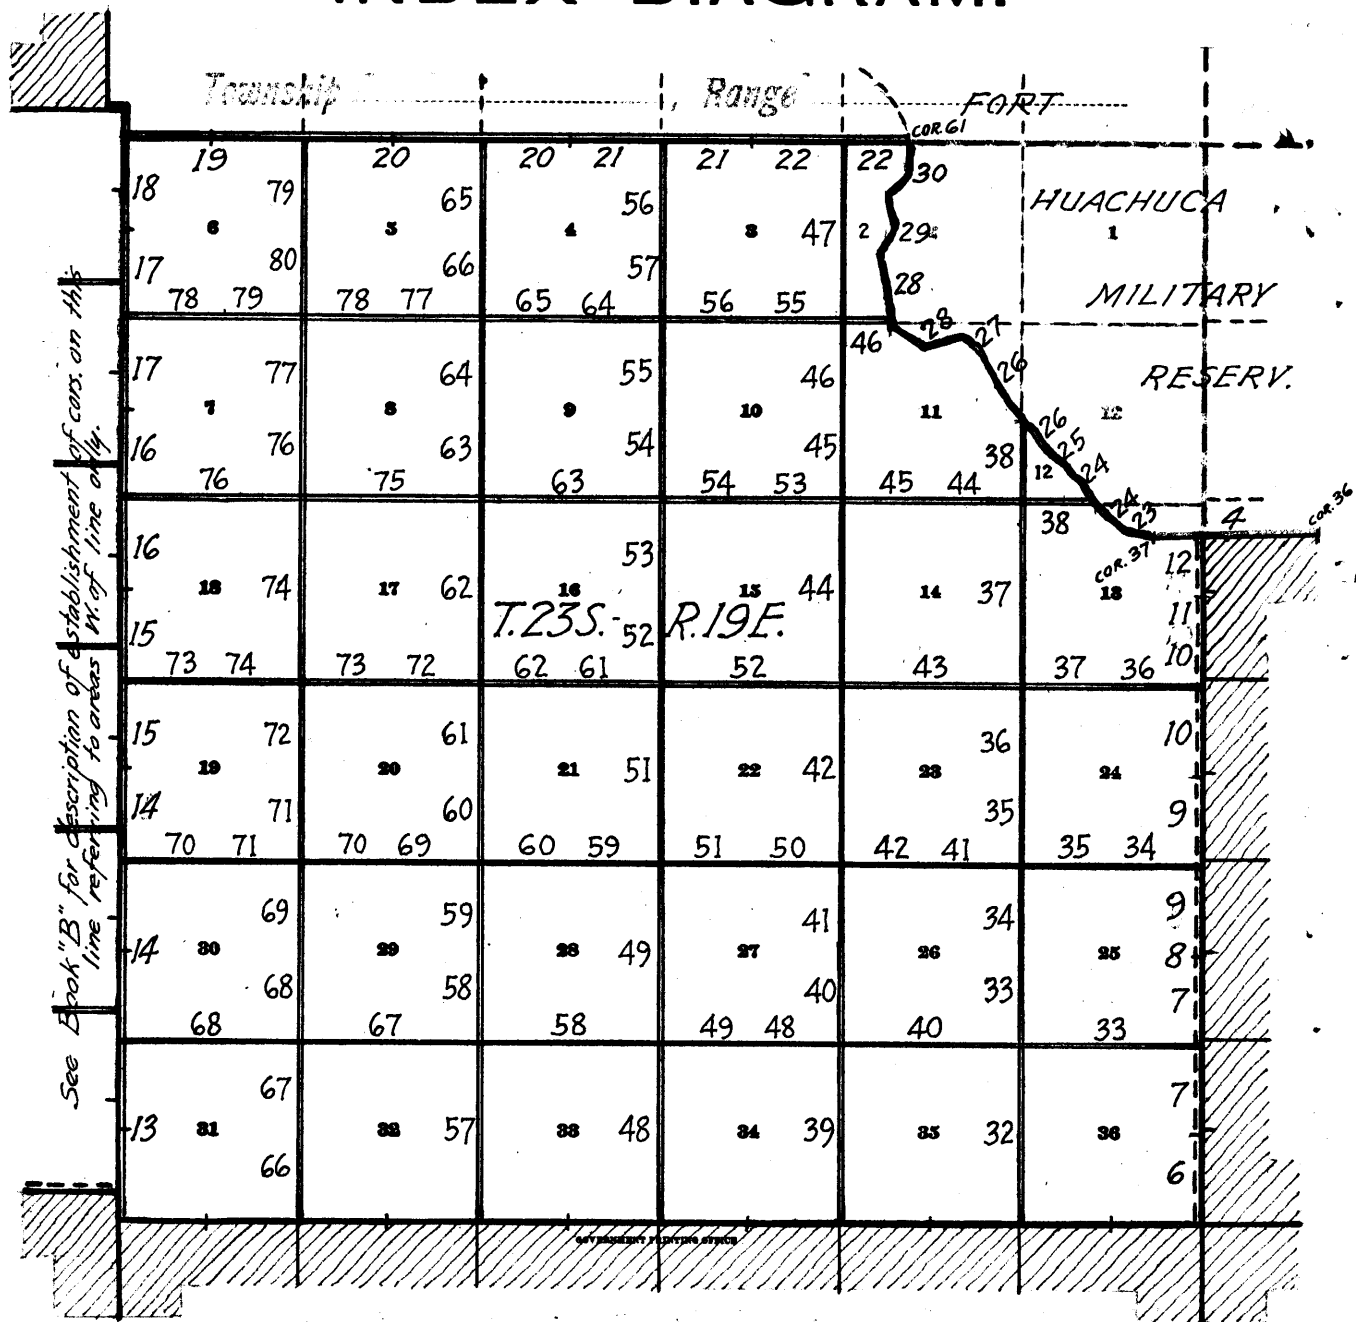 INDEX DIAGRAM.
Township , Range
FORT
COR. 61
19 20 20 21 21 22 22 30
18 79 65 56 HUACHUCA
6 5 4 3 47 2 29 1
17 80 66 57
78 79 78 77 65 64 56 55 28 MILITARY
46 28 27
17 77 64 55 46 26 RESERV.
7 8 9 10 11 12
16 76 63 54 45 38 26 25
76 75 63 54 53 45 44 12 24
38 24 23 4 COR. 36
16 53 COR. 37 12
18 74 17 62 16 15 44 14 37 13
15 T.23S.- 52 R.19E. 11
73 74 73 72 62 61 52 43 37 36 10
15 72 61 36 10
19 20 21 51 22 42 23 24
14 71 60 35 9
70 71 70 69 60 59 51 50 42 41 35 34
69 59 41 34 9
14 30 29 28 49 27 26 25 8
68 58 40 33 7
68 67 58 49 48 40 33
67 7
13 31 32 57 33 48 34 39 35 32 36
66 6
GOVERNMENT PRINTING OFFICE
See Book "B" for description of establishment of cors. on this
line referring to areas W. of line only.